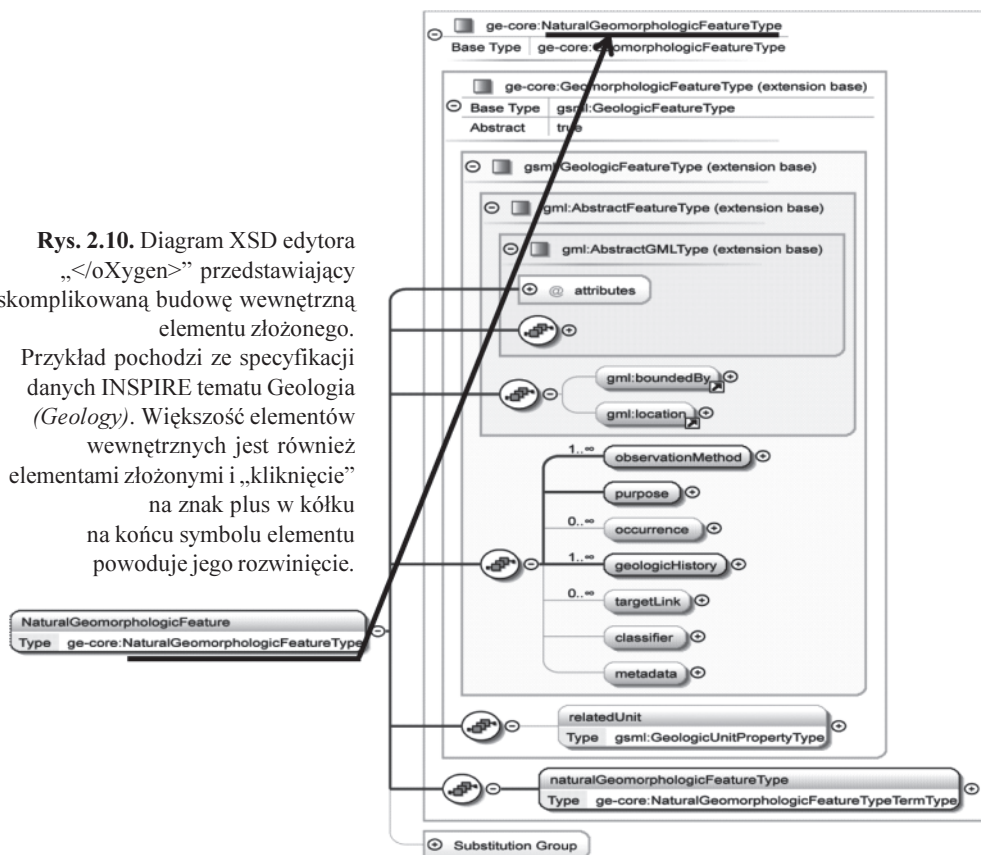 ge-core:NaturalGeomorphologicFeatureType
Base Type ge-core:GeomorphologicFeatureType
ge-core:GeomorphologicFeatureType (extension base)
Base Type gsml:GeologicFeatureType
Abstract true
gsml:GeologicFeatureType (extension base)
gml:AbstractFeatureType (extension base)
gml:AbstractGMLType (extension base)
@ attributes
gml:boundedBy
gml:location
1..∞ observationMethod
purpose
0..∞ occurrence
1..∞ geologicHistory
0..∞ targetLink
classifier
metadata
relatedUnit
Type gsml:GeologicUnitPropertyType
naturalGeomorphologicFeatureType
Type ge-core:NaturalGeomorphologicFeatureTypeTermType
Substitution Group
Rys. 2.10. Diagram XSD edytora
„</oXygen>” przedstawiający
skomplikowaną budowę wewnętrzną
elementu złożonego.
Przykład pochodzi ze specyfikacji
danych INSPIRE tematu Geologia
(Geology). Większość elementów
wewnętrznych jest również
elementami złożonymi i „kliknięcie”
na znak plus w kółku
na końcu symbolu elementu
powoduje jego rozwinięcie.
NaturalGeomorphologicFeature
Type ge-core:NaturalGeomorphologicFeatureType